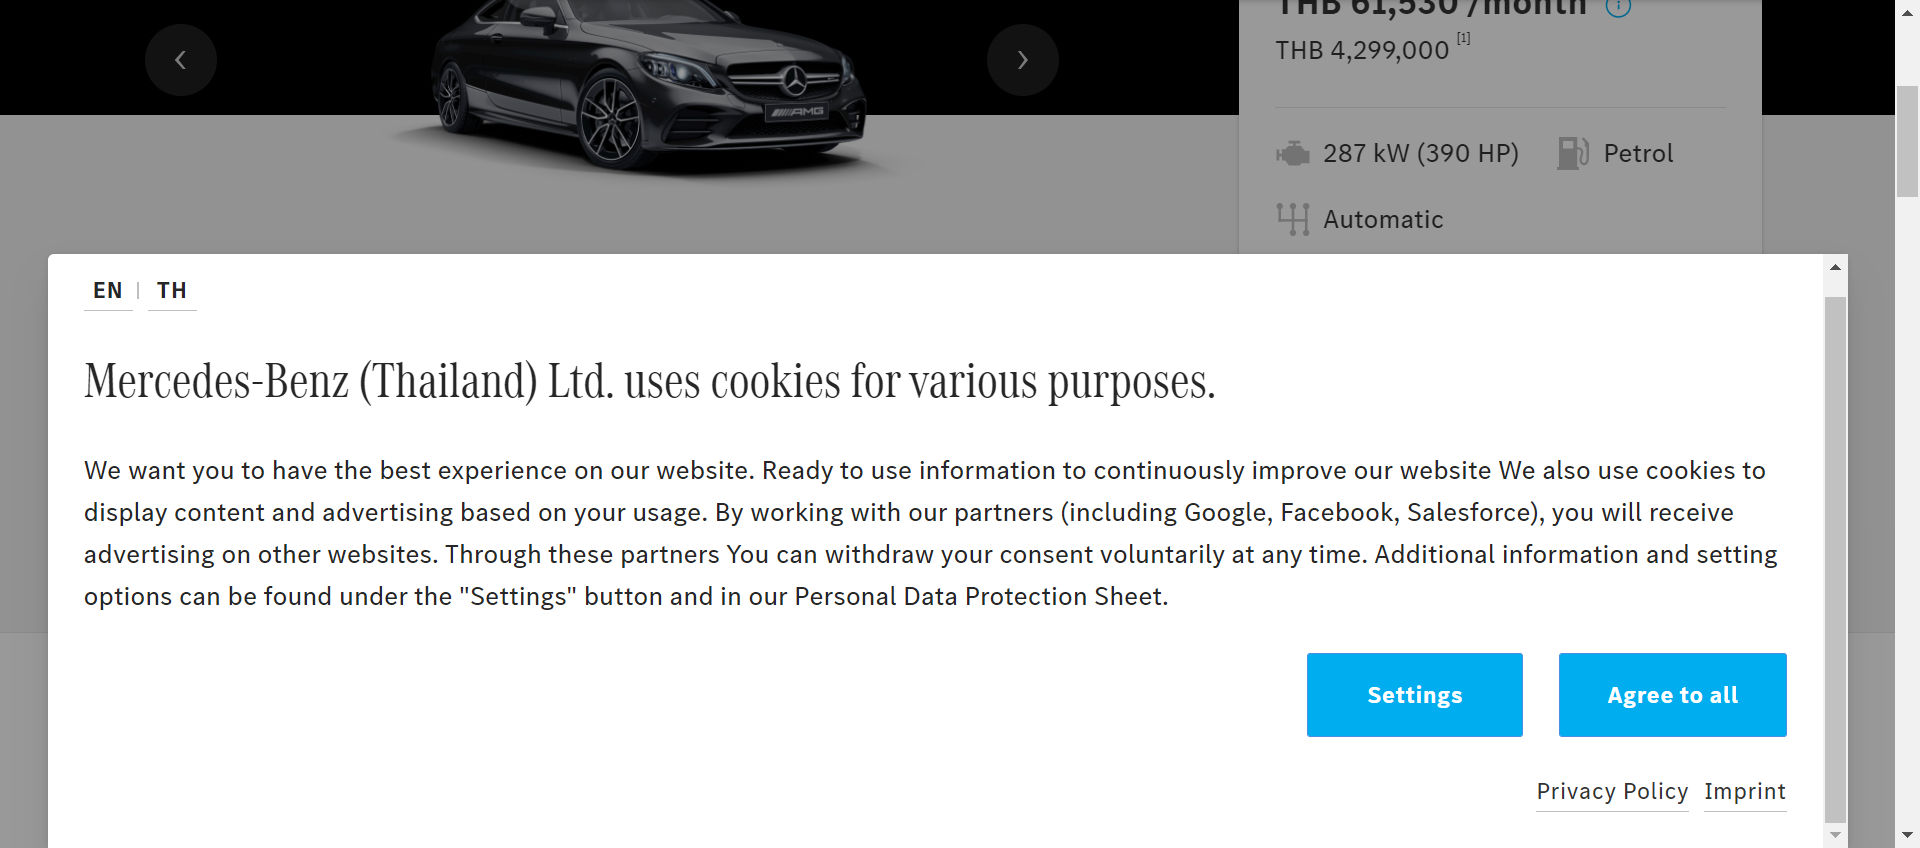 THB 61,530 /month
THB 4,299,000 [1]
287 kW (390 HP)
Petrol
Automatic
AMG
EN | TH
Mercedes-Benz (Thailand) Ltd. uses cookies for various purposes.
We want you to have the best experience on our website. Ready to use information to continuously improve our website We also use cookies to
display content and advertising based on your usage. By working with our partners (including Google, Facebook, Salesforce), you will receive
advertising on other websites. Through these partners You can withdraw your consent voluntarily at any time. Additional information and setting
options can be found under the "Settings" button and in our Personal Data Protection Sheet.
Settings
Agree to all
Privacy Policy
Imprint